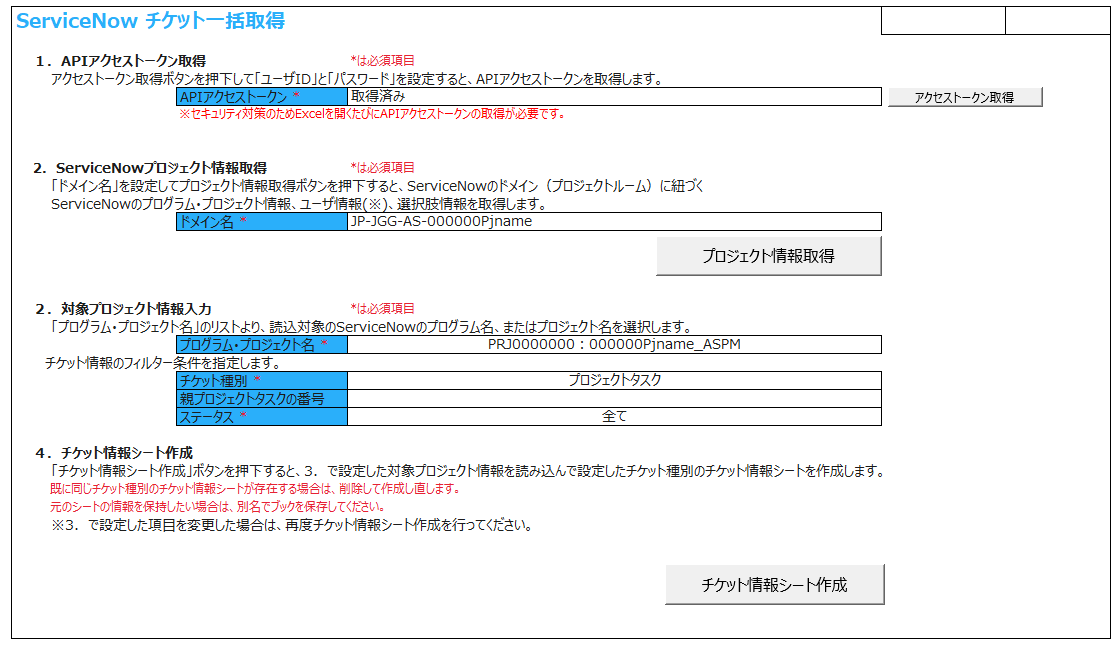 ServiceNow チケット一括取得
1．APIアクセストークン取得 *は必須項目
アクセストークン取得ボタンを押下して「ユーザID」と「パスワード」を設定すると、APIアクセストークンを取得します。
APIアクセストークン * 取得済み アクセストークン取得
※セキュリティ対策のためExcelを開くたびにAPIアクセストークンの取得が必要です。
2．ServiceNowプロジェクト情報取得 *は必須項目
「ドメイン名」を設定してプロジェクト情報取得ボタンを押下すると、ServiceNowのドメイン（プロジェクトルーム）に紐づく
ServiceNowのプログラム・プロジェクト情報、ユーザ情報(※)、選択肢情報を取得します。
ドメイン名 * JP-JGG-AS-000000Pjname
プロジェクト情報取得
2．対象プロジェクト情報入力 *は必須項目
「プログラム・プロジェクト名」のリストより、読込対象のServiceNowのプログラム名、またはプロジェクト名を選択します。
プログラム・プロジェクト名 * PRJ0000000：000000Pjname_ASPM
チケット情報のフィルター条件を指定します。
チケット種別 * プロジェクトタスク
親プロジェクトタスクの番号
ステータス * 全て
4．チケット情報シート作成
「チケット情報シート作成」ボタンを押下すると、3．で設定した対象プロジェクト情報を読み込んで設定したチケット種別のチケット情報シートを作成します。
既に同じチケット種別のチケット情報シートが存在する場合は、削除して作成し直します。
元のシートの情報を保持したい場合は、別名でブックを保存してください。
※3．で設定した項目を変更した場合は、再度チケット情報シート作成を行ってください。
チケット情報シート作成